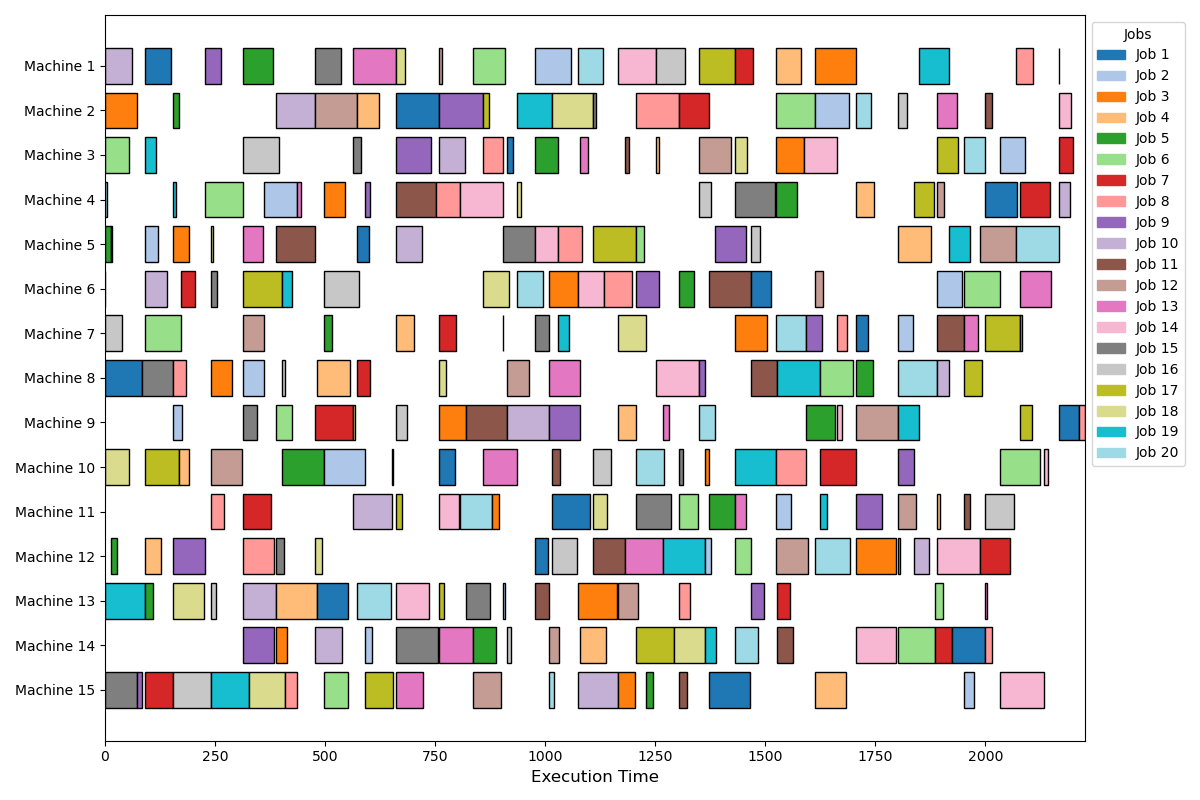 Machine 1
Machine 2
Machine 3
Machine 4
Machine 5
Machine 6
Machine 7
Machine 8
Machine 9
Machine 10
Machine 11
Machine 12
Machine 13
Machine 14
Machine 15
0 250 500 750 1000 1250 1500 1750 2000
Execution Time
Jobs
Job 1
Job 2
Job 3
Job 4
Job 5
Job 6
Job 7
Job 8
Job 9
Job 10
Job 11
Job 12
Job 13
Job 14
Job 15
Job 16
Job 17
Job 18
Job 19
Job 20